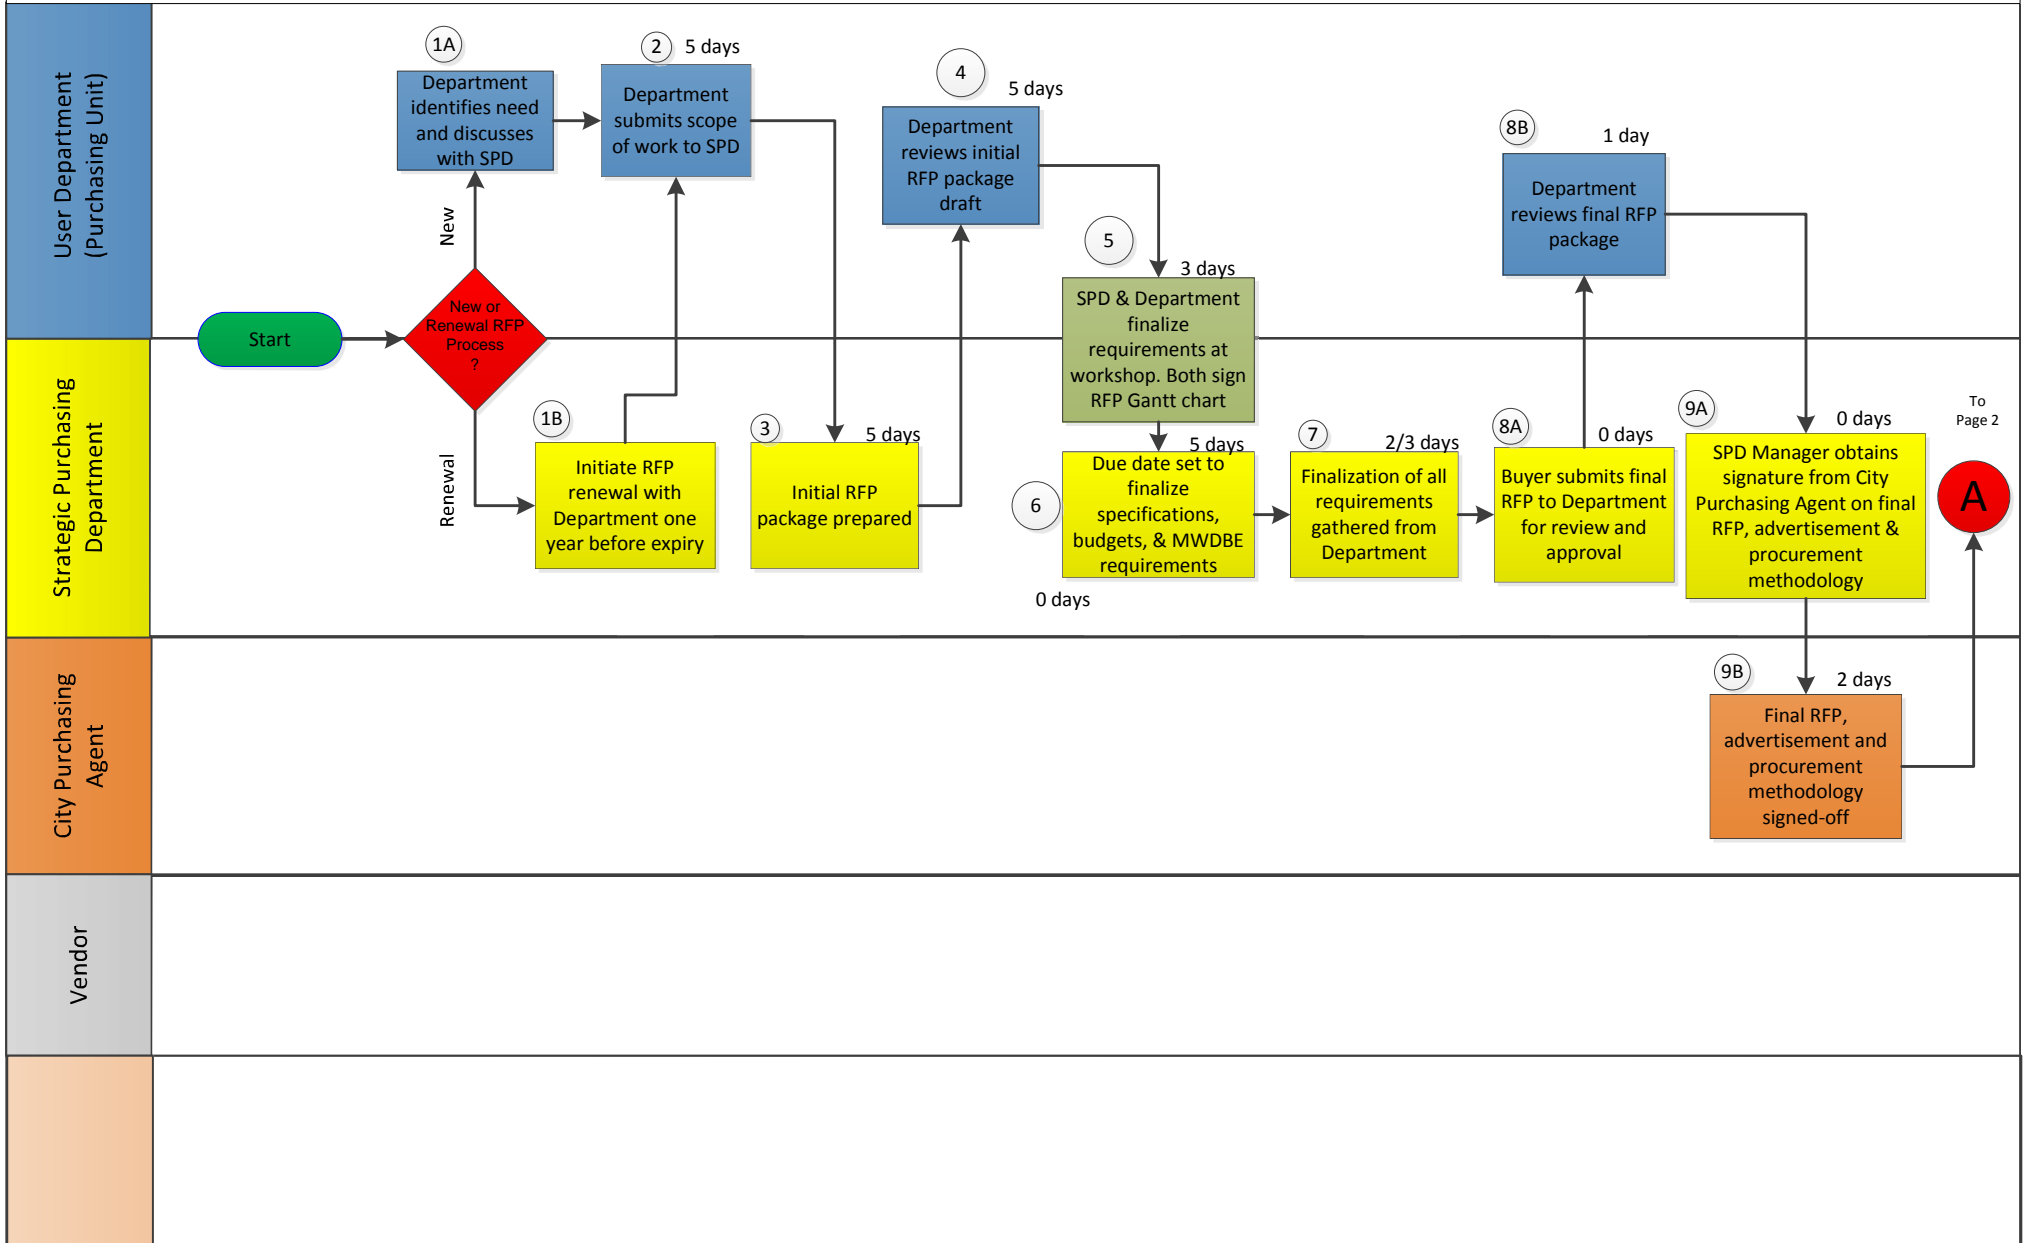 User Department
(Purchasing Unit)
1A
Department
identifies need
and discusses
with SPD
2
5 days
Department
submits scope
of work to SPD
4
5 days
Department
reviews initial
RFP package
draft
8B
1 day
Department
reviews final RFP
package
New
5
3 days
SPD & Department
finalize
requirements at
workshop. Both sign
RFP Gantt chart
Start
New or
Renewal RFP
Process
?
Strategic Purchasing
Department
Renewal
1B
Initiate RFP
renewal with
Department one
year before expiry
3
5 days
Initial RFP
package prepared
6
5 days
Due date set to
finalize
specifications,
budgets, & MWDBE
requirements
0 days
7
2/3 days
Finalization of all
requirements
gathered from
Department
8A
0 days
Buyer submits final
RFP to Department
for review and
approval
9A
0 days
SPD Manager obtains
signature from City
Purchasing Agent on final
RFP, advertisement &
procurement
methodology
To
Page 2
A
City Purchasing
Agent
9B
2 days
Final RFP,
advertisement and
procurement
methodology
signed-off
Vendor